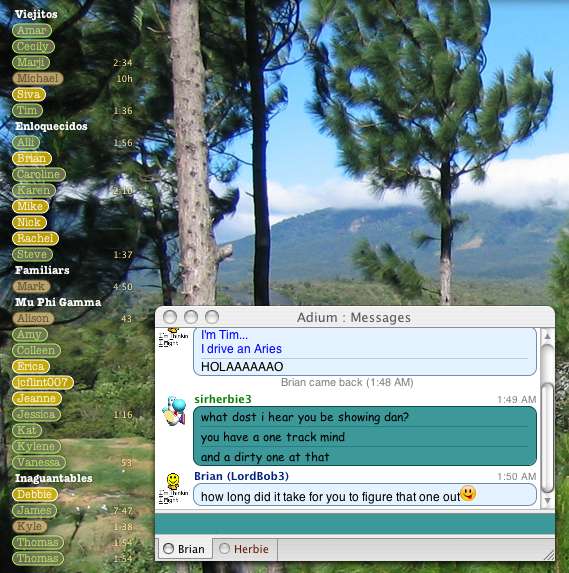 Viejitos
Amar
Cecily
Marji 2:34
Michael 10h
Siva
Tim 1:36
Enloquecidos
Alli 1:56
Brian
Caroline
Karen 2:10
Mike
Nick
Rachel
Steve 1:37
Familiars
Mark 4:50
Mu Phi Gamma
Alison 43
Amy
Colleen
Erica
jcflint007
Jeanne
Jessica 1:16
Kat
Kylene
Vanessa 53
Inaguantables
Debbie
James 7:47
Kyle 1:38
Thomas 1:54
Thomas 1:54
Adium : Messages
I'm Tim...
I drive an Aries
HOLAAAAAAO
Brian came back (1:48 AM)
sirherbie3 1:49 AM
what dost i hear you be showing dan?
you have a one track mind
and a dirty one at that
Brian (LordBob3) 1:50 AM
how long did it take for you to figure that one out
Brian
Herbie